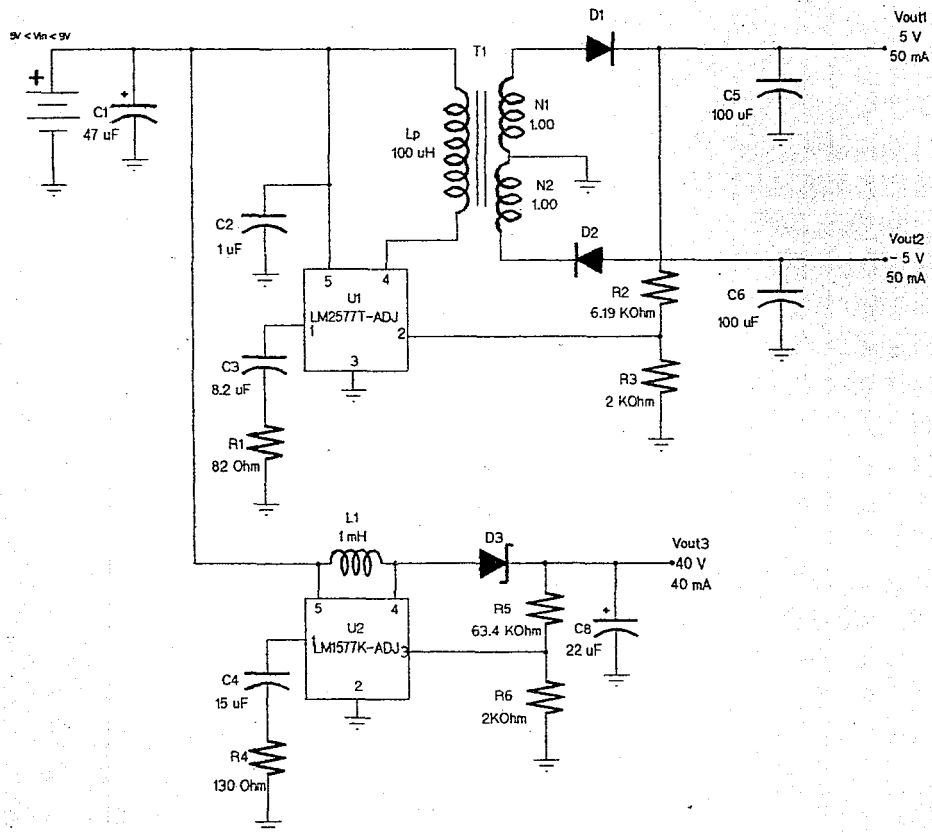 5V < Vin < 9V
C1
47 uF
T1
Lp
100 uH
N1
1.00
N2
1.00
D1
Vout1
5 V
50 mA
C5
100 uF
D2
Vout2
- 5 V
50 mA
C6
100 uF
C2
1 uF
5
4
U1
LM2577T-ADJ
1
2
3
R2
6.19 KOhm
R3
2 KOhm
C3
8.2 uF
R1
82 Ohm
L1
1 mH
D3
Vout3
40 V
40 mA
5
4
U2
LM1577K-ADJ
1
3
2
R5
63.4 KOhm
C8
22 uF
R6
2KOhm
C4
15 uF
R4
130 Ohm